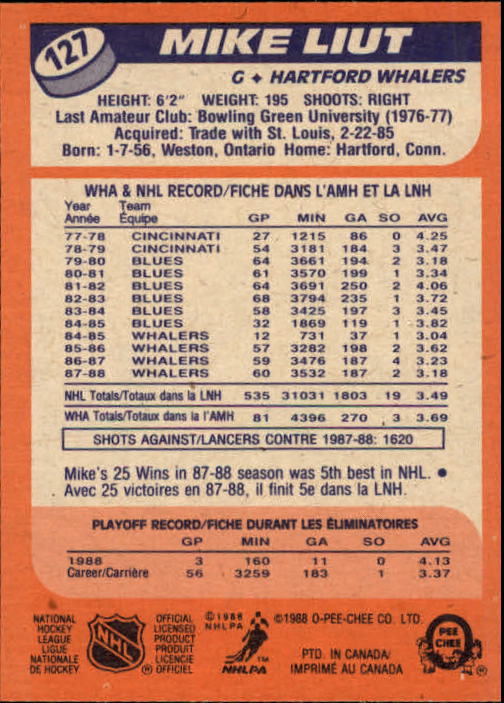 127
MIKE LIUT
G ♦ HARTFORD WHALERS
HEIGHT: 6'2" WEIGHT: 195 SHOOTS: RIGHT
Last Amateur Club: Bowling Green University (1976-77)
Acquired: Trade with St. Louis, 2-22-85
Born: 1-7-56, Weston, Ontario Home: Hartford, Conn.
WHA & NHL RECORD/FICHE DANS L'AMH ET LA LNH
Year Team
Année Équipe GP MIN GA SO AVG
77-78 CINCINNATI 27 1215 86 0 4.25
78-79 CINCINNATI 54 3181 184 3 3.47
79-80 BLUES 64 3661 194 2 3.18
80-81 BLUES 61 3570 199 1 3.34
81-82 BLUES 64 3691 250 2 4.06
82-83 BLUES 68 3794 235 1 3.72
83-84 BLUES 58 3425 197 3 3.45
84-85 BLUES 32 1869 119 1 3.82
84-85 WHALERS 12 731 37 1 3.04
85-86 WHALERS 57 3282 198 2 3.62
86-87 WHALERS 59 3476 187 4 3.23
87-88 WHALERS 60 3532 187 2 3.18
NHL Totals/Totaux dans la LNH 535 31031 1803 19 3.49
WHA Totals/Totaux dans la l'AMH 81 4396 270 3 3.69
SHOTS AGAINST/LANCERS CONTRE 1987-88: 1620
Mike's 25 Wins in 87-88 season was 5th best in NHL. •
Avec 25 victoires en 87-88, il finit 5e dans la LNH.
PLAYOFF RECORD/FICHE DURANT LES ÉLIMINATOIRES
GP MIN GA SO AVG
1988 3 160 11 0 4.13
Career/Carrière 56 3259 183 1 3.37
NATIONAL
HOCKEY
LEAGUE
LIGUE
NATIONALE
DE HOCKEY
NHL
®
OFFICIAL
LICENSED
PRODUCT
PRODUIT
LICENCIE
OFFICIEL
©1988
NHLPA
NHLPA
™
©1988 O-PEE-CHEE CO. LTD.
PTD. IN CANADA/
IMPRIMÉ AU CANADA
O
PEE
CHEE
®